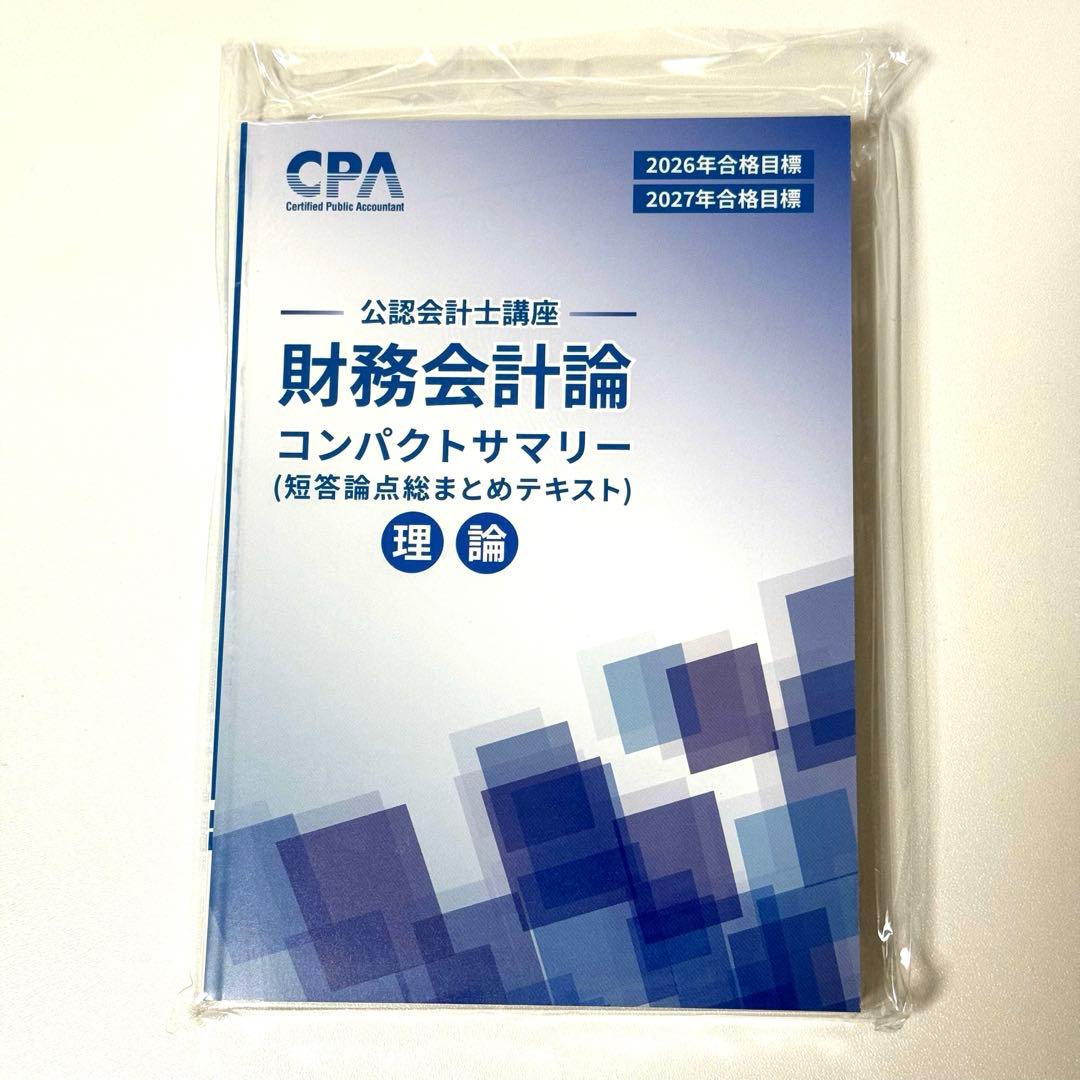 CPA
Certified Public Accountant
2026年合格目標
2027年合格目標
公認会計士講座
財務会計論
コンパクトサマリー
(短答論点総まとめテキスト)
理論